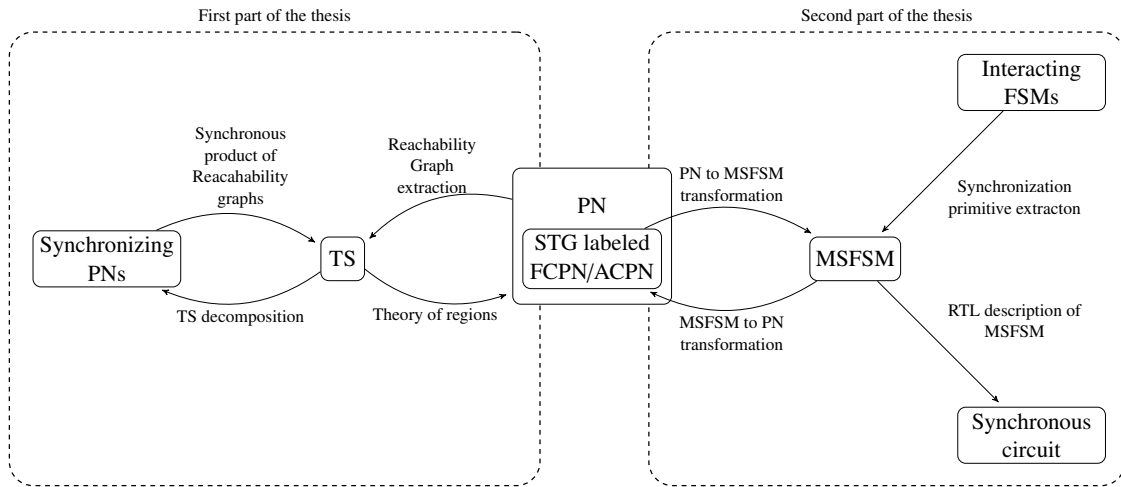 First part of the thesis
Second part of the thesis
Interacting
FSMs
Synchronous
product of
Reacahability
graphs
Reachability
Graph
extraction
PN to MSFSM
transformation
Synchronization
primitive extracton
PN
Synchronizing
PNs
TS
STG labeled
FCPN/ACPN
MSFSM
TS decomposition
Theory of regions
MSFSM to PN
transformation
RTL description of
MSFSM
Synchronous
circuit